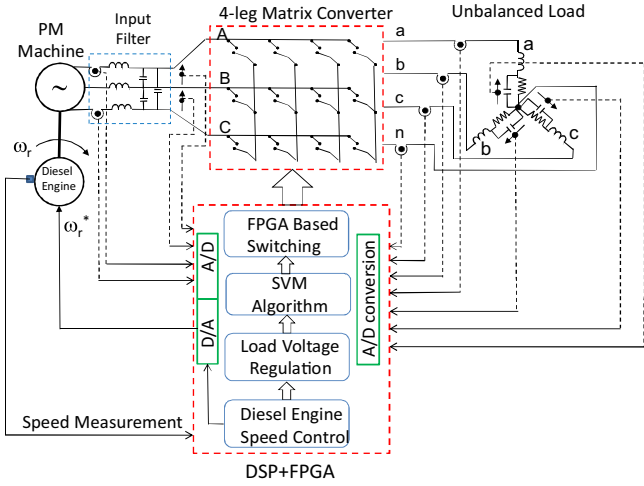 4-leg Matrix Converter
Unbalanced Load
PM
Machine
Input
Filter
A
B
C
a
b
c
n
a
b
c
~
ωr
Diesel
Engine
ωr*
A/D
D/A
FPGA Based
Switching
SVM
Algorithm
Load Voltage
Regulation
Diesel Engine
Speed Control
A/D conversion
Speed Measurement
DSP+FPGA